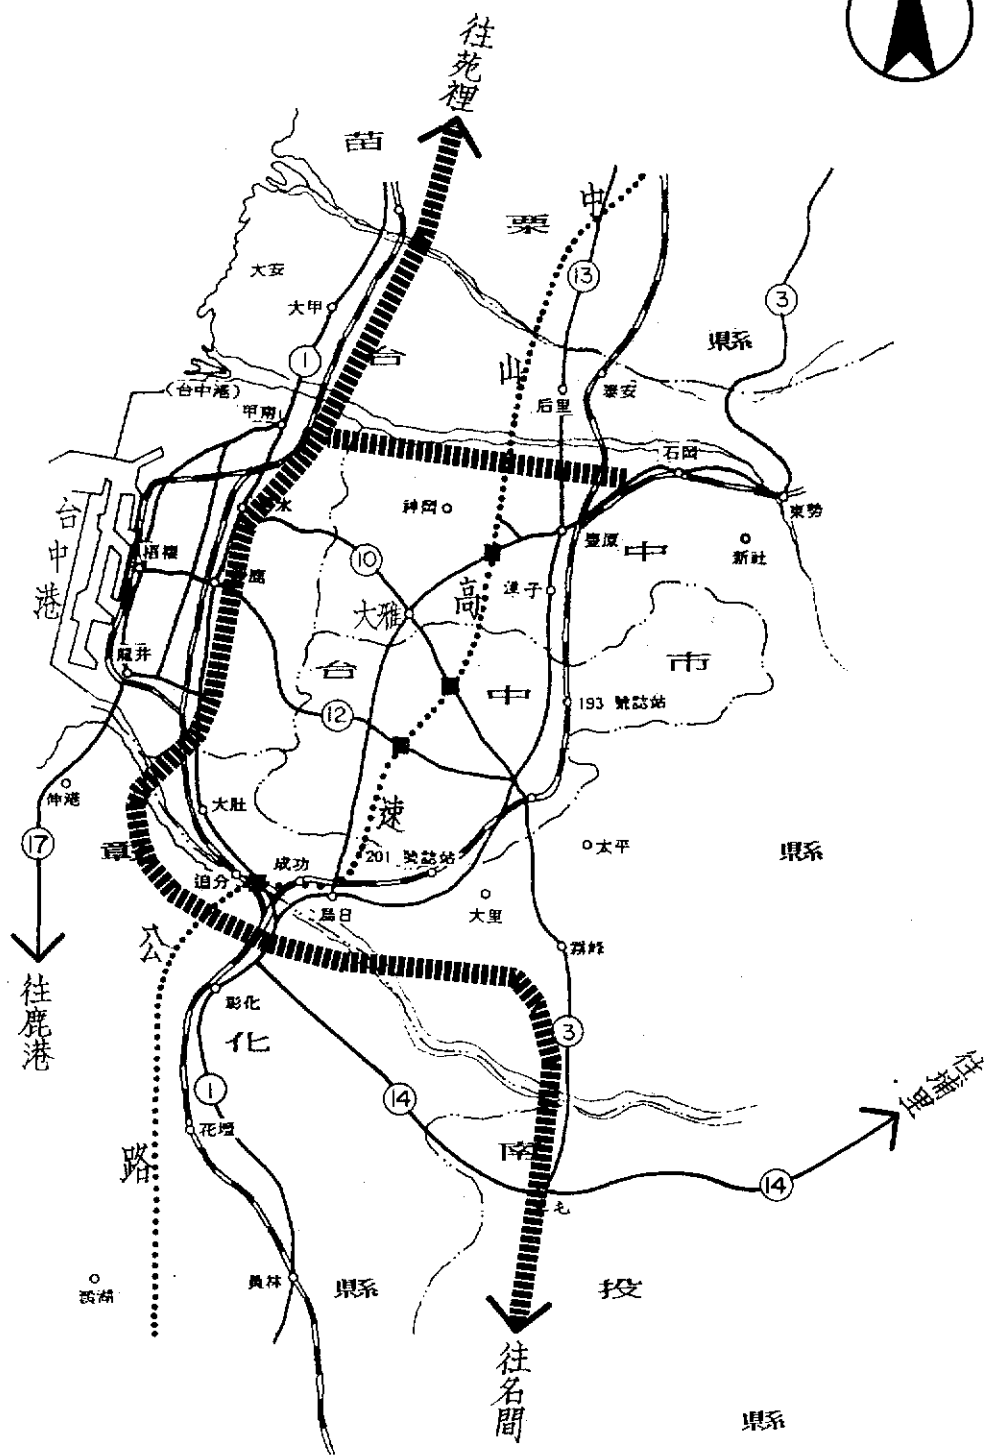 往苑裡
苗
栗
縣
中
山
高
速
公
路
13
3
大安
大甲
1
台
(台中港)
甲南
后里
泰安
石岡
東勢
神岡
豐原
中
新社
台中港
梧棲
10
大雅
潭子
龍井
台
中
市
193 號誌站
12
伸港
大肚
太平
縣
17
追分
成功
201 號誌站
烏日
大里
霧峰
往鹿港
彰化
化
3
1
14
往埔里
花壇
南
14
溪湖
員林
縣
投
往名間
縣